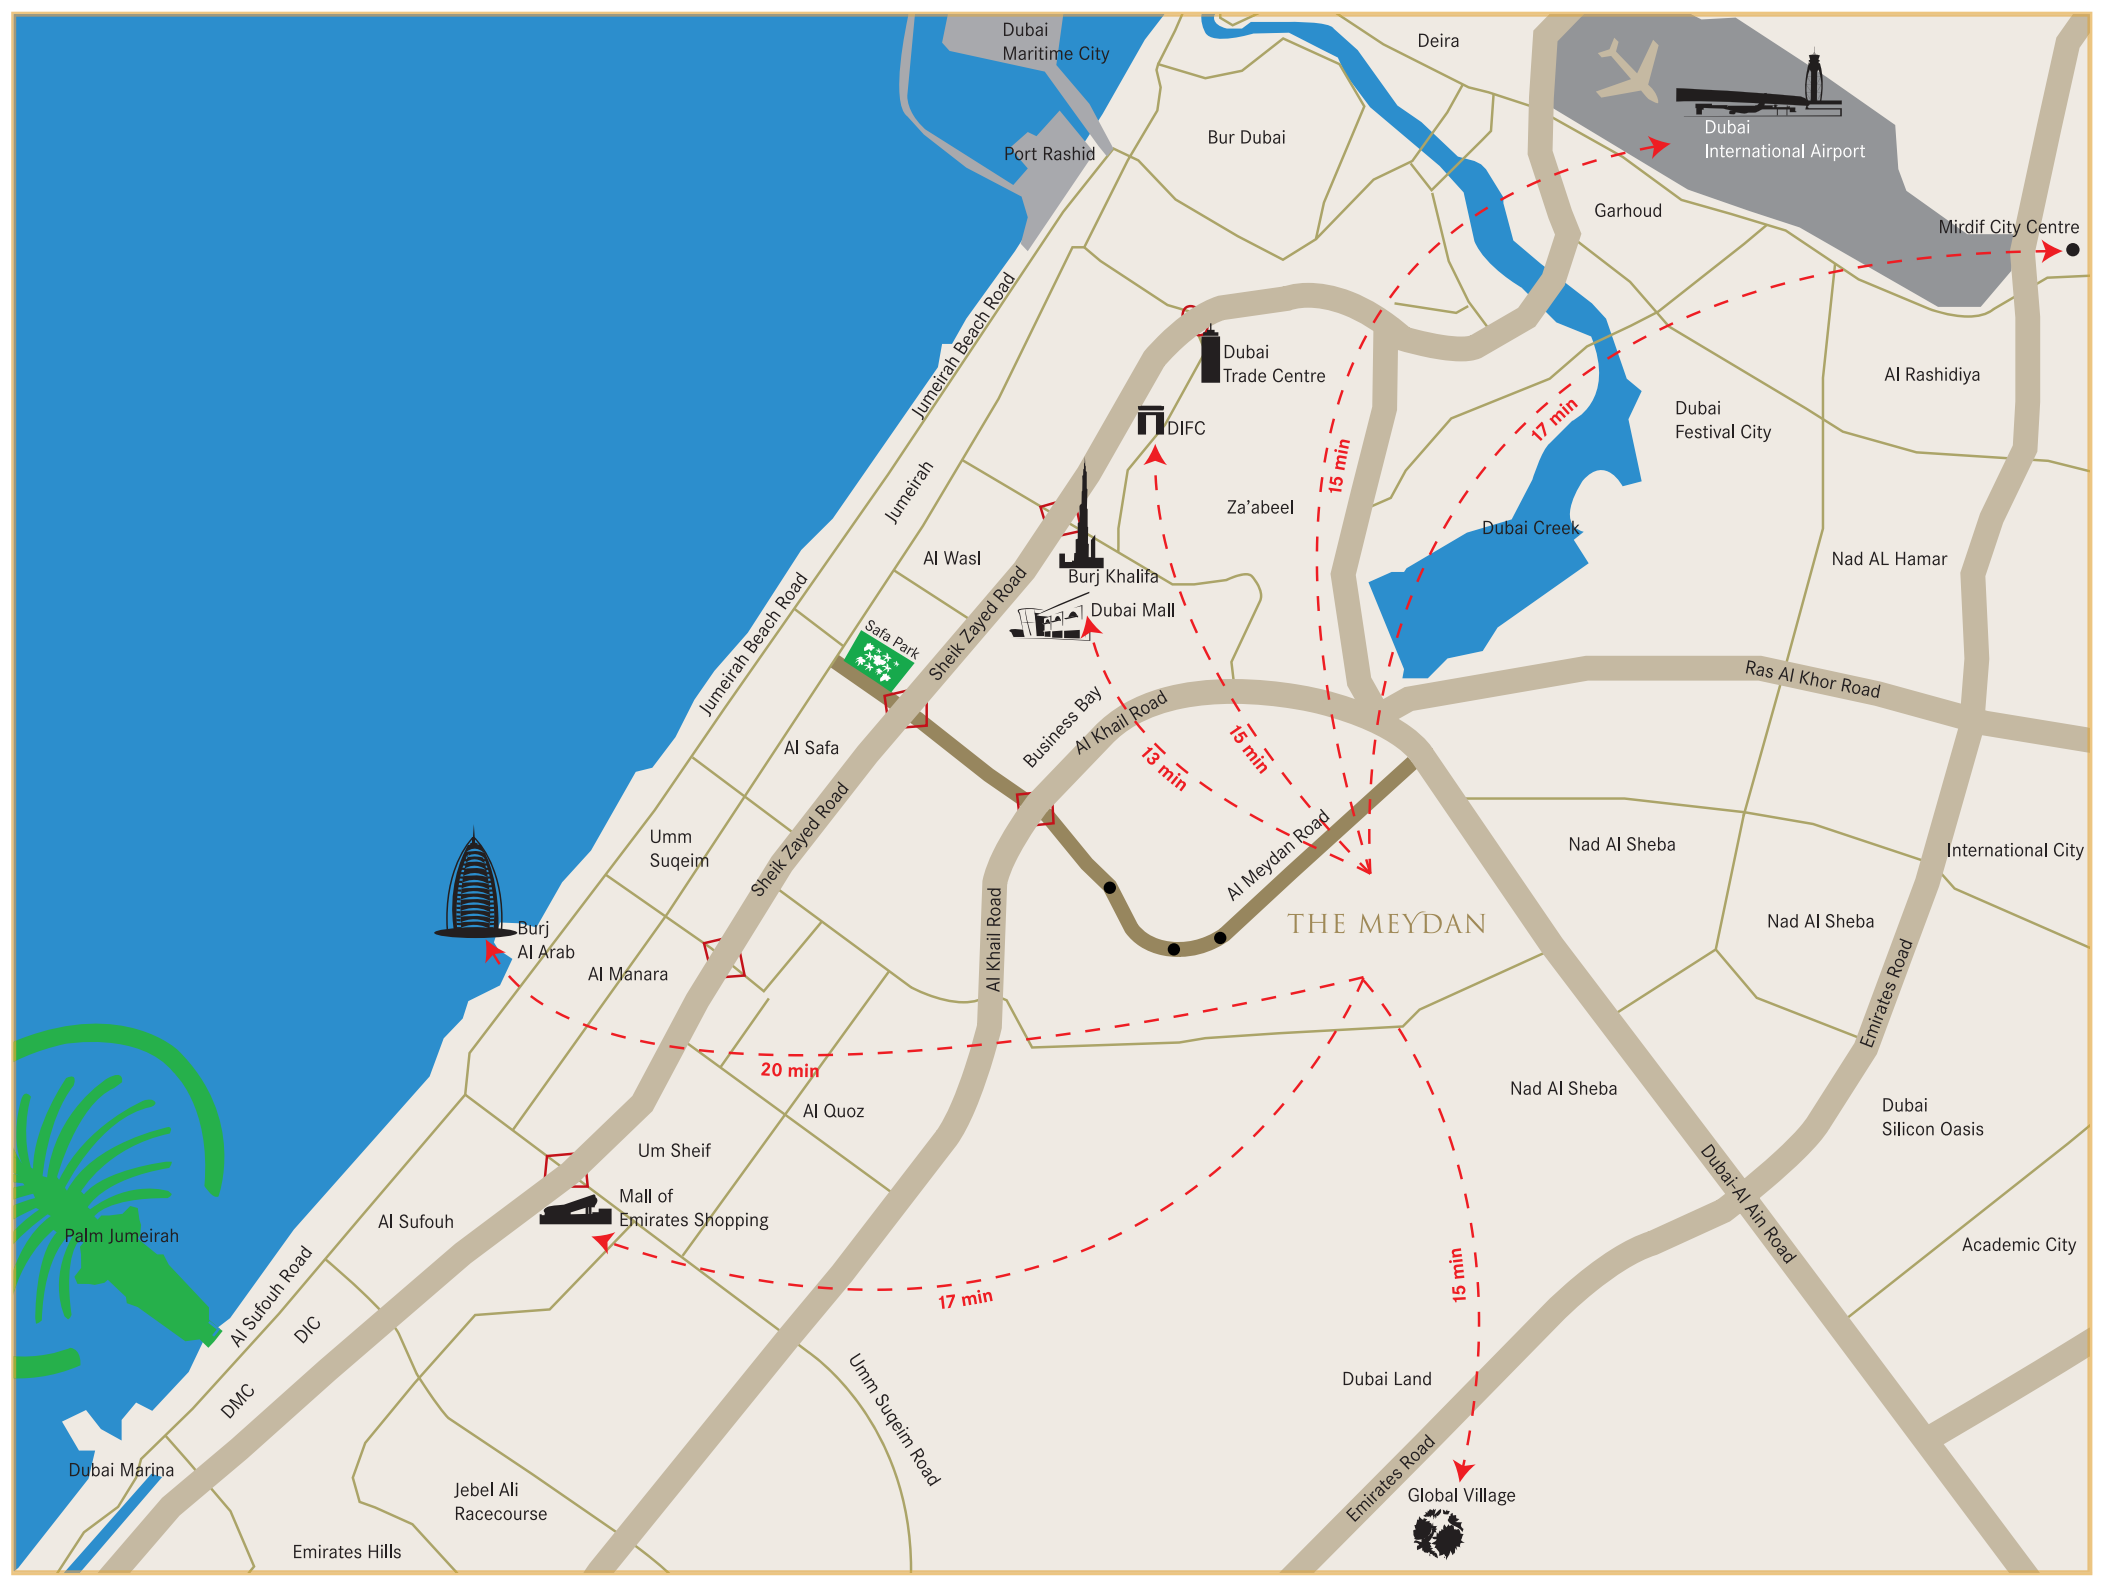 Dubai
Maritime City
Deira
Bur Dubai
Port Rashid
Dubai
International Airport
Garhoud
Mirdif City Centre
Jumeirah Beach Road
Dubai
Trade Centre
Al Rashidiya
Dubai
Festival City
DIFC
17 min
15 min
Jumeirah
Za'abeel
Dubai Creek
Al Wasl
Nad AL Hamar
Burj Khalifa
Dubai Mall
Sheik Zayed Road
Safa Park
Jumeirah Beach Road
Ras Al Khor Road
Business Bay
Al Khail Road
Al Safa
15 min
13 min
Sheik Zayed Road
Umm
Suqeim
Al Meydan Road
Nad Al Sheba
International City
Nad Al Sheba
THE MEYDAN
Burj
Al Arab
Al Manara
Al Khail Road
Emirates Road
20 min
Nad Al Sheba
Al Quoz
Dubai
Silicon Oasis
Um Sheif
Mall of
Emirates Shopping
Al Sufouh
Palm Jumeirah
Dubai-Al Ain Road
Academic City
15 min
17 min
Al Sufouh Road
DIC
DMC
Dubai Land
Umm Suqeim Road
Dubai Marina
Emirates Road
Jebel Ali
Racecourse
Global Village
Emirates Hills